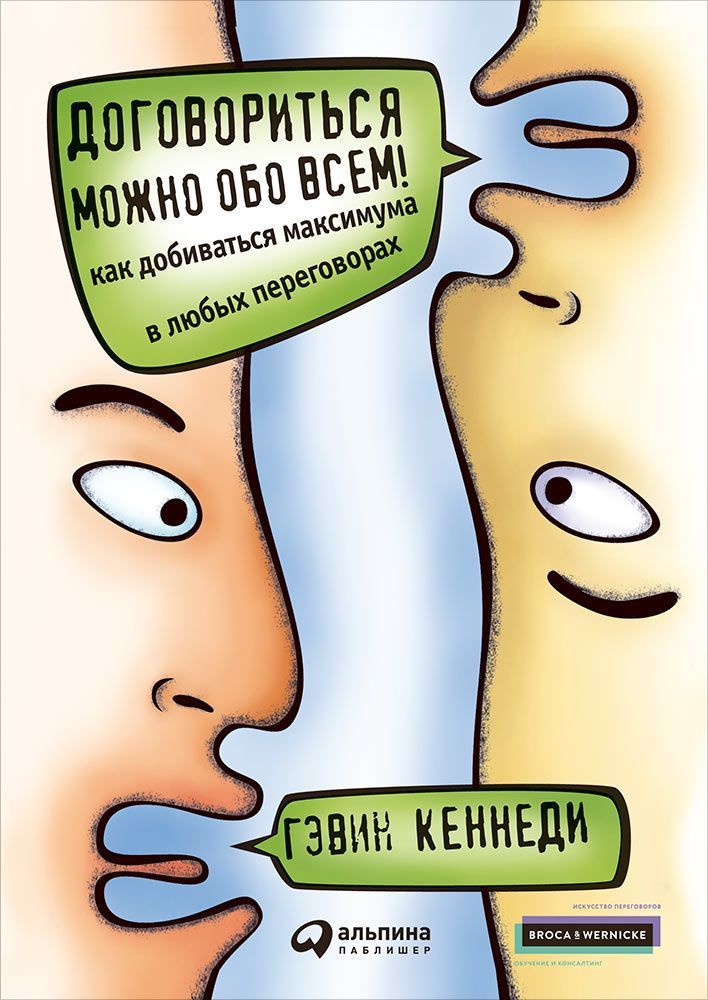 ДОГОВОРИТЬСЯ
МОЖНО ОБО ВСЕМ!
как добиваться максимума
в любых переговорах
ГЭВИН КЕННЕДИ
альпина
ПАБЛИШЕР
ИСКУССТВО ПЕРЕГОВОРОВ
BROCA & WERNICKE
ОБУЧЕНИЕ И КОНСАЛТИНГ